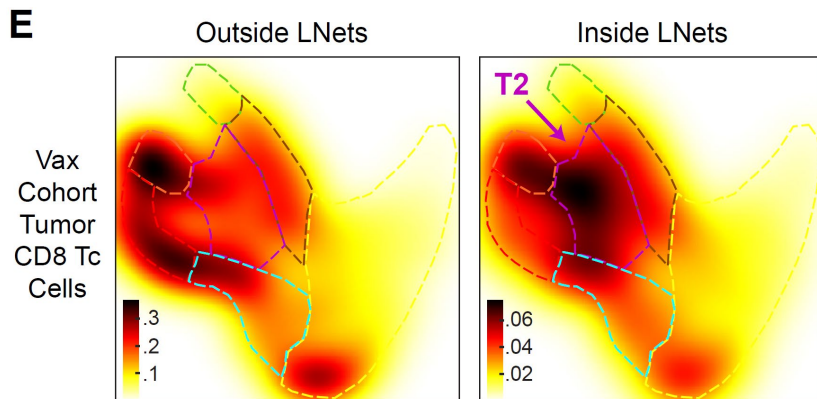 E
Outside LNets
Inside LNets
T2
Vax
Cohort
Tumor
CD8 Tc
Cells
.3
.2
.1
.06
.04
.02